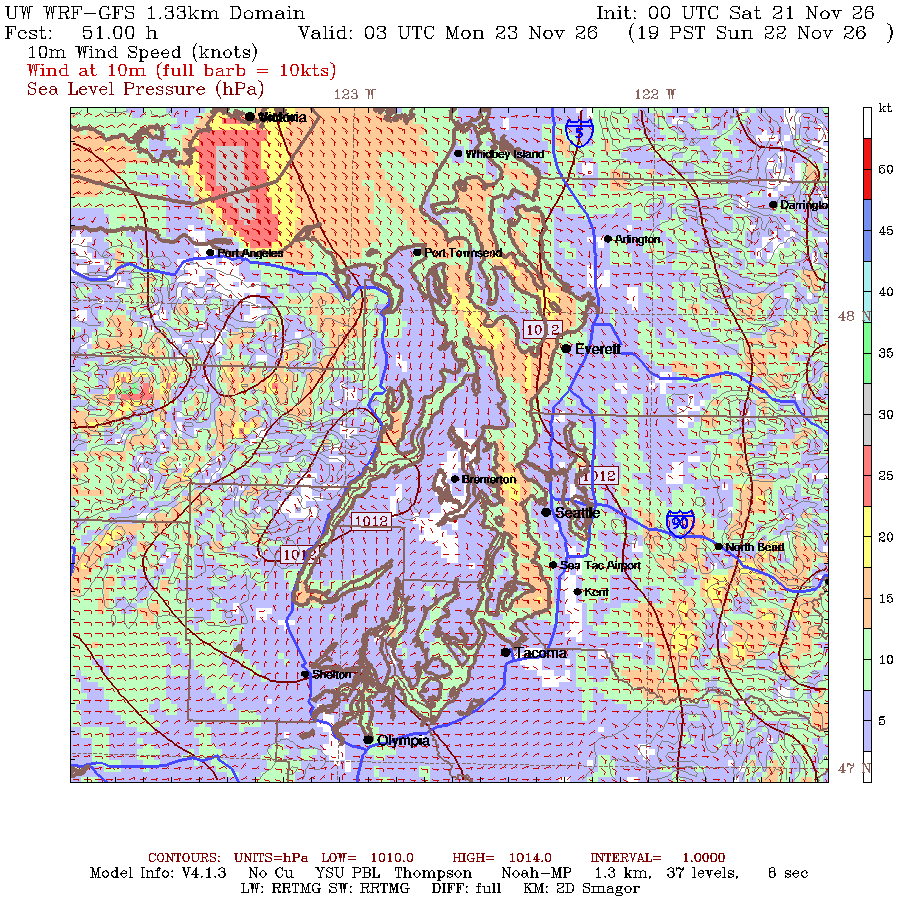 UW WRF-GFS 1.33km Domain Init: 00 UTC Sat 21 Nov 26
Fcst: 51.00 h Valid: 03 UTC Mon 23 Nov 26 (19 PST Sun 22 Nov 26 )
10m Wind Speed (knots)
Wind at 10m (full barb = 10kts)
Sea Level Pressure (hPa)
123 W 122 W
kt
Victoria
5
Whidbey Island
60
Darringto
45
Arlington
Port Angeles
Port Townsend
40
48 N
1012
Everett
35
30
25
Bremerton
1012
Seattle
1012
90
20
North Bend
1012
Sea Tac Airport
Kent
15
Tacoma
10
Shelton
5
Olympia
47 N
CONTOURS: UNITS=hPa LOW= 1010.0 HIGH= 1014.0 INTERVAL= 1.0000
Model Info: V4.1.3 No Cu YSU PBL Thompson Noah-MP 1.3 km, 37 levels, 8 sec
LW: RRTMG SW: RRTMG DIFF: full KM: 2D Smagor